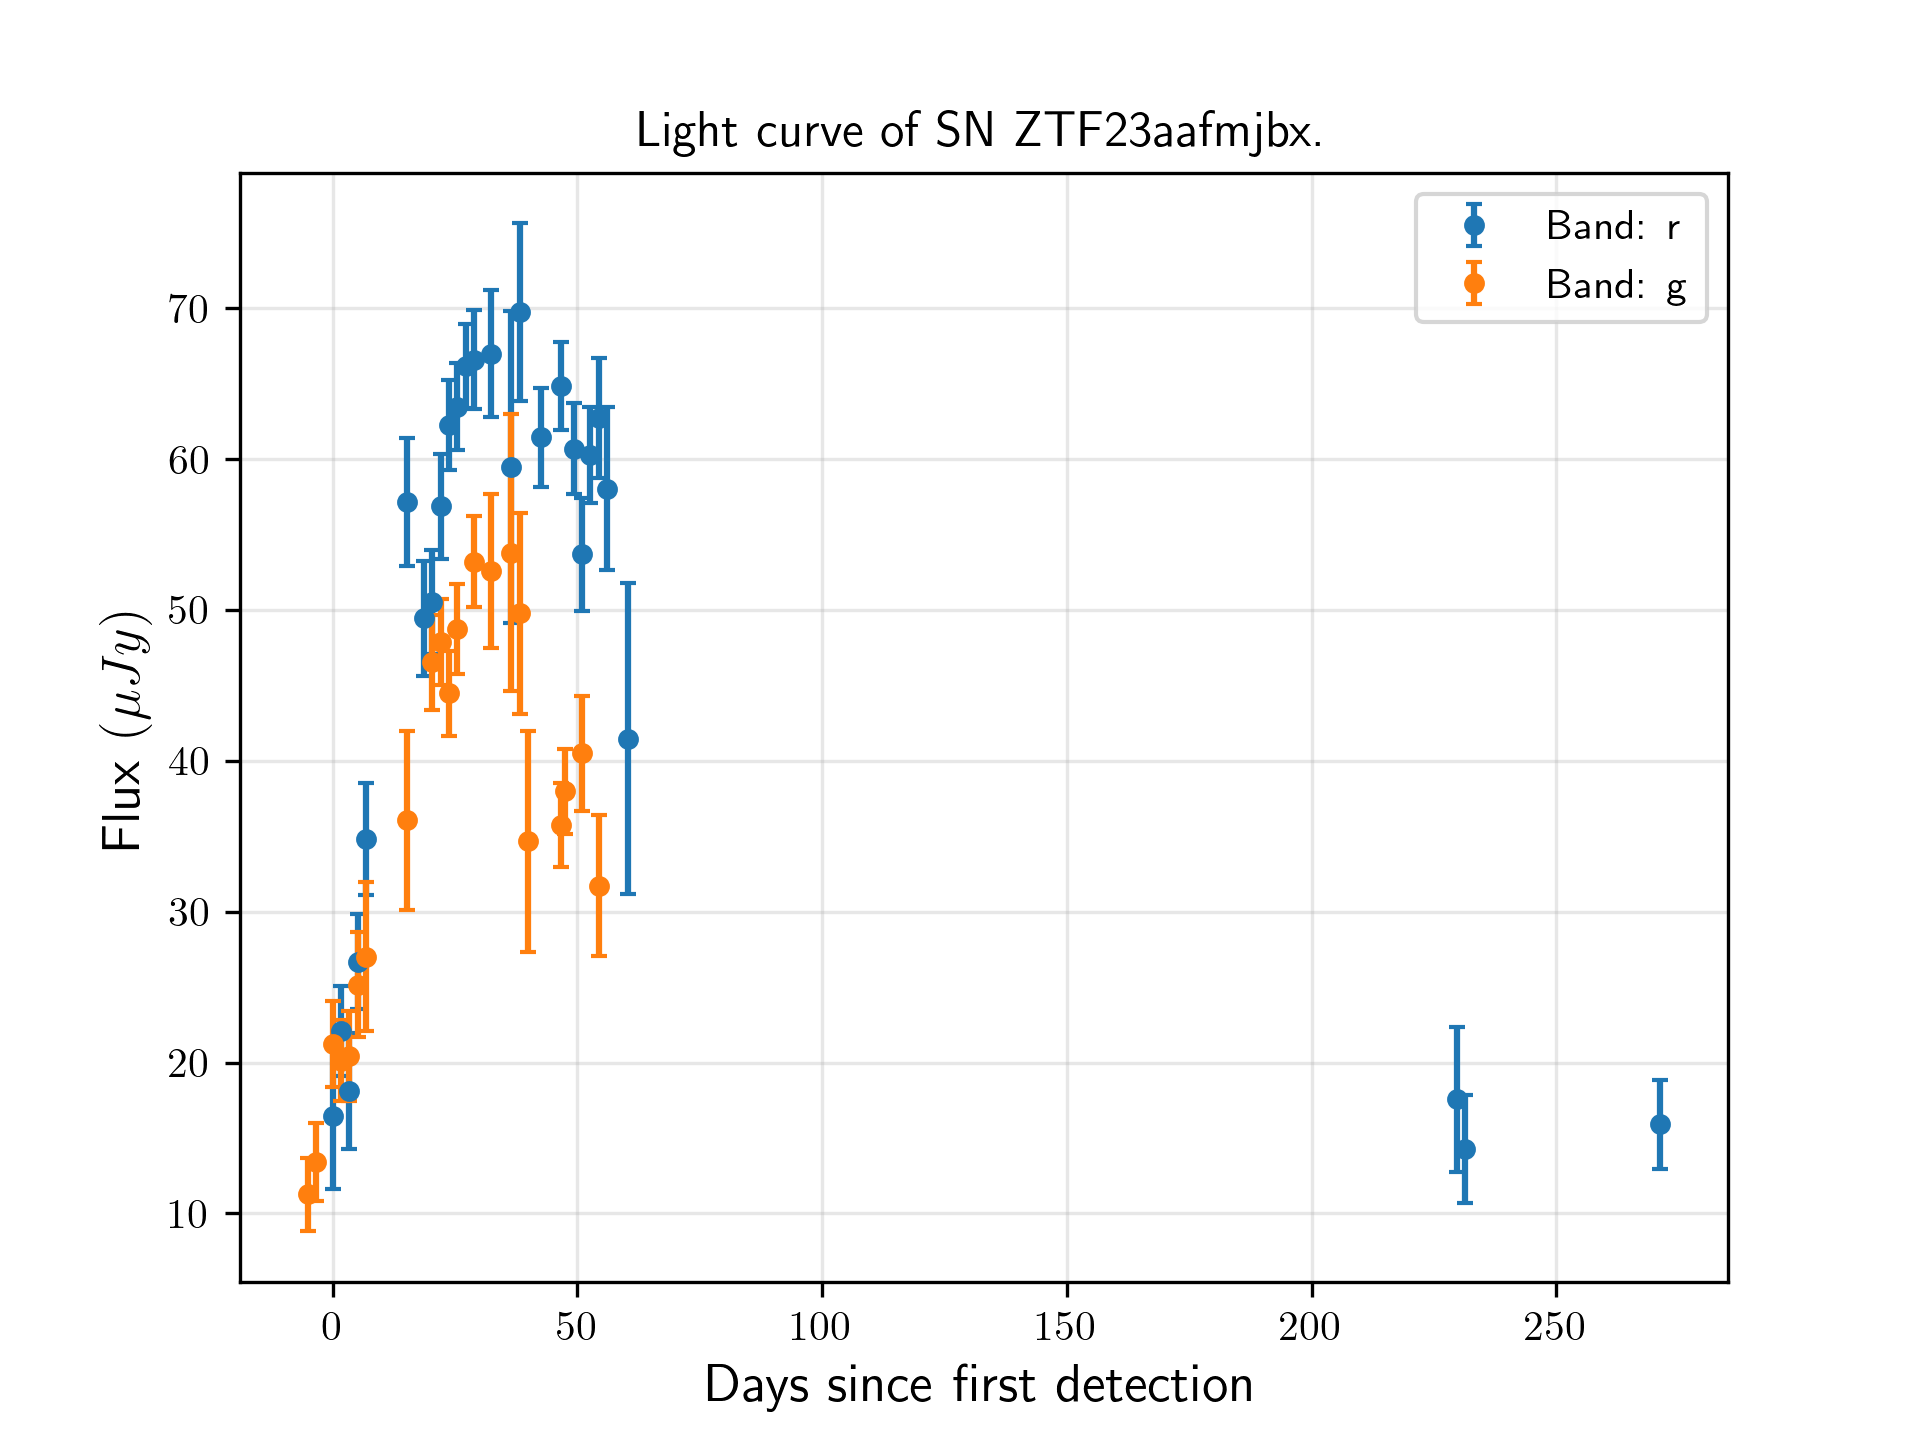 Light curve of SN ZTF23aafmjbx.
Band: r
Band: g
Flux (μJy)
70
60
50
40
30
20
10
0 50 100 150 200 250
Days since first detection